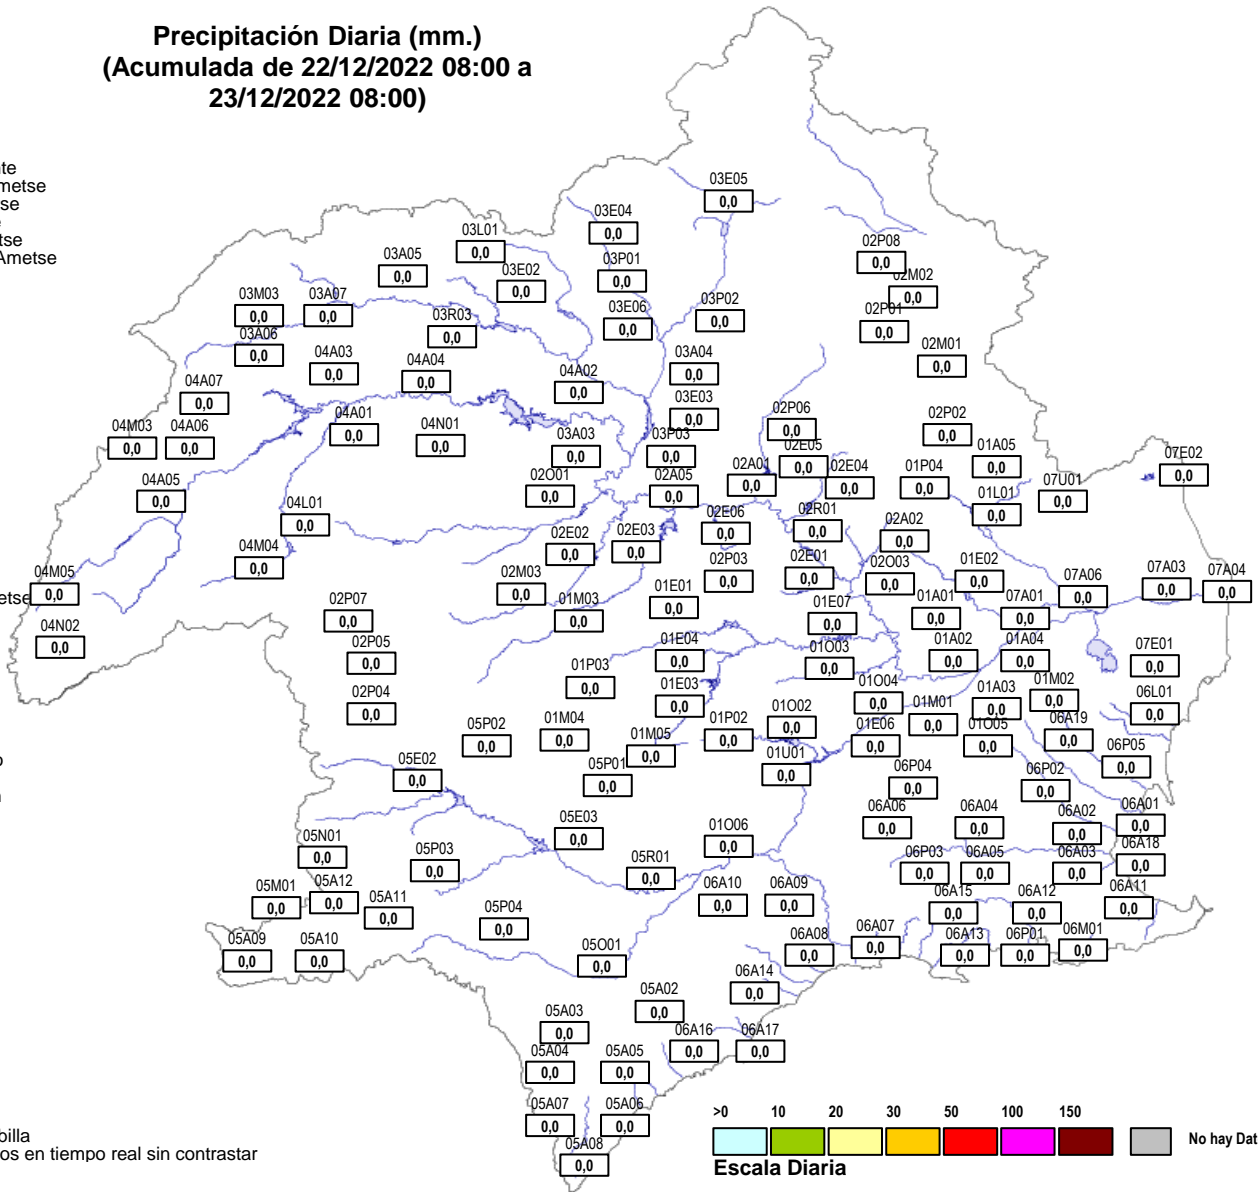 Precipitación Diaria (mm.)
(Acumulada de 22/12/2022 08:00 a
23/12/2022 08:00)
nte
metse
se
e
tse
Ametse
etse
o
n
billa
os en tiempo real sin contrastar
03E05
0,0
03E04
0,0
03L01
0,0
03A05
0,0
03E02
0,0
03P01
0,0
02P08
0,0
02M02
0,0
03M03
0,0
03A07
0,0
03R03
0,0
03E06
0,0
03P02
0,0
02P01
0,0
03A06
0,0
04A03
0,0
04A04
0,0
04A02
0,0
03A04
0,0
02M01
0,0
04A07
0,0
03E03
0,0
04M03
0,0
04A06
0,0
04A01
0,0
04N01
0,0
03A03
0,0
03P03
0,0
02P06
0,0
02P02
0,0
02E05
0,0
01A05
0,0
07E02
0,0
04A05
0,0
02O01
0,0
02A05
0,0
02A01
0,0
02E04
0,0
01P04
0,0
07U01
0,0
01L01
0,0
04L01
0,0
02E06
0,0
02R01
0,0
02A02
0,0
04M04
0,0
02E02
0,0
02E03
0,0
04M05
0,0
02M03
0,0
02P03
0,0
02E01
0,0
02O03
0,0
01E02
0,0
07A06
0,0
07A03
0,0
07A04
0,0
02P07
0,0
01M03
0,0
01E01
0,0
01E07
0,0
01A01
0,0
07A01
0,0
04N02
0,0
02P05
0,0
01E04
0,0
01O03
0,0
01A02
0,0
01A04
0,0
07E01
0,0
01P03
0,0
01E03
0,0
01O04
0,0
01A03
0,0
01M02
0,0
06L01
0,0
02P04
0,0
05P02
0,0
01M04
0,0
01M05
0,0
01P02
0,0
01O02
0,0
01M01
0,0
01E06
0,0
01O05
0,0
06A19
0,0
06P05
0,0
05E02
0,0
05P01
0,0
01U01
0,0
06P04
0,0
06P02
0,0
05E03
0,0
01O06
0,0
06A06
0,0
06A04
0,0
06A02
0,0
06A01
0,0
05N01
0,0
05P03
0,0
05R01
0,0
06P03
0,0
06A05
0,0
06A03
0,0
06A18
0,0
05M01
0,0
05A12
0,0
05A11
0,0
06A10
0,0
06A09
0,0
06A15
0,0
06A12
0,0
06A11
0,0
05P04
0,0
05A09
0,0
05A10
0,0
05O01
0,0
06A08
0,0
06A07
0,0
06A13
0,0
06P01
0,0
06M01
0,0
06A14
0,0
05A02
0,0
05A03
0,0
06A16
0,0
06A17
0,0
05A04
0,0
05A05
0,0
05A07
0,0
05A06
0,0
05A08
0,0
>0 10 20 30 50 100 150
No hay Dat
Escala Diaria